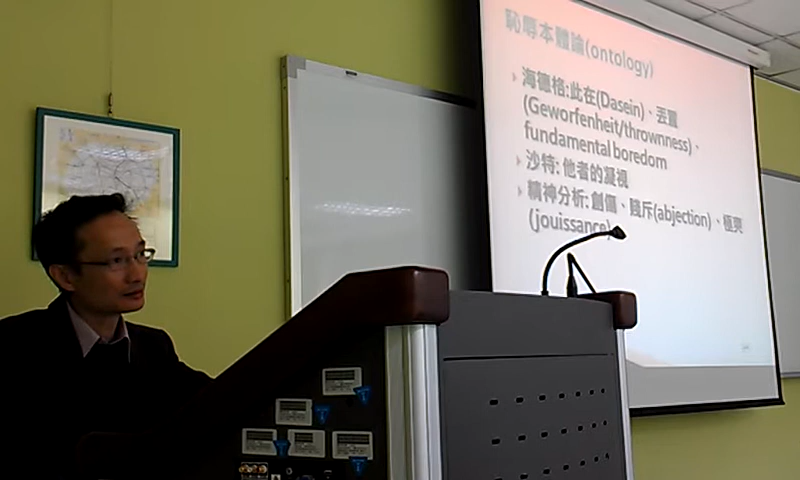 恥辱本體論(ontology)
海德格:此在(Dasein)、丟置
(Geworfenheit/thrownness)、
fundamental boredom
沙特: 他者的凝視
精神分析: 創傷、賤斥(abjection)、極爽
(jouissance)